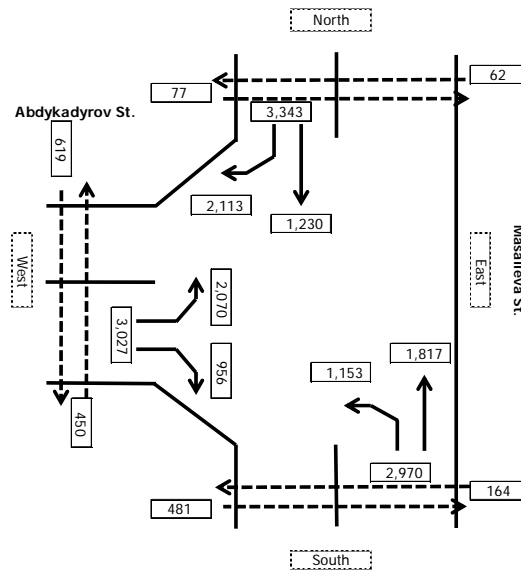 North
62
77
Abdykadyrov St.
3,343
619
2,113
1,230
West
East
Masalieva St.
2,070
3,027
956
1,817
1,153
450
2,970
481
164
South